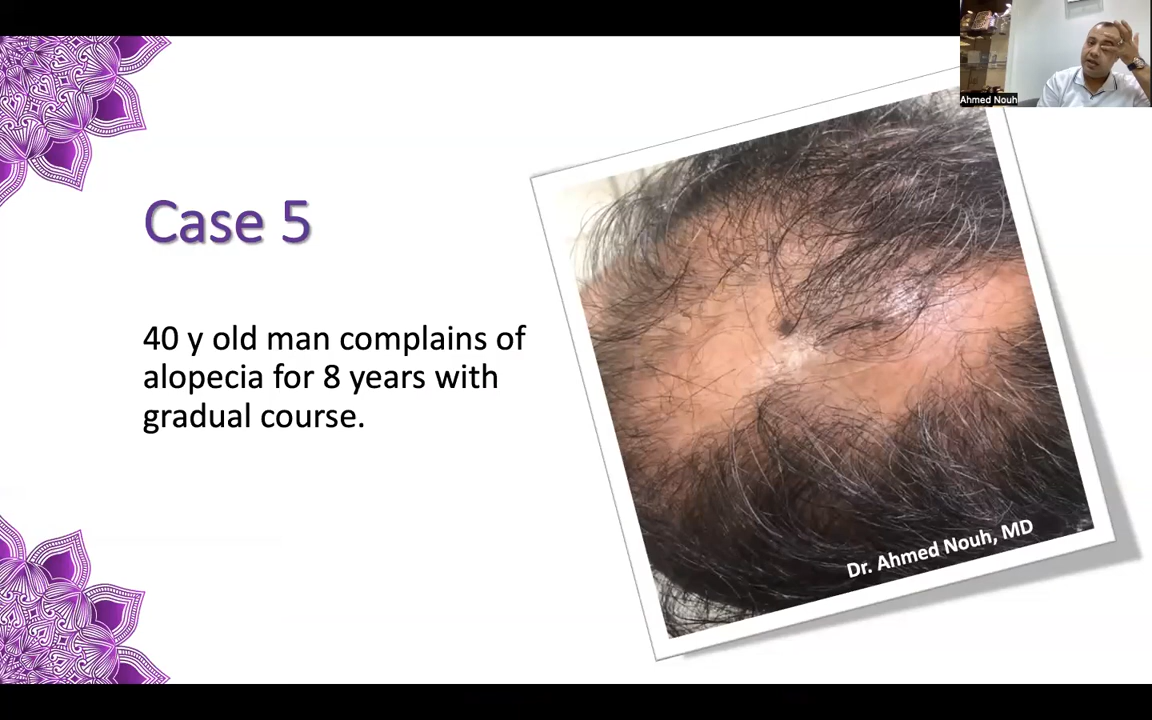 Ahmed Nouh
Case 5
40 y old man complains of
alopecia for 8 years with
gradual course.
Dr. Ahmed Nouh, MD